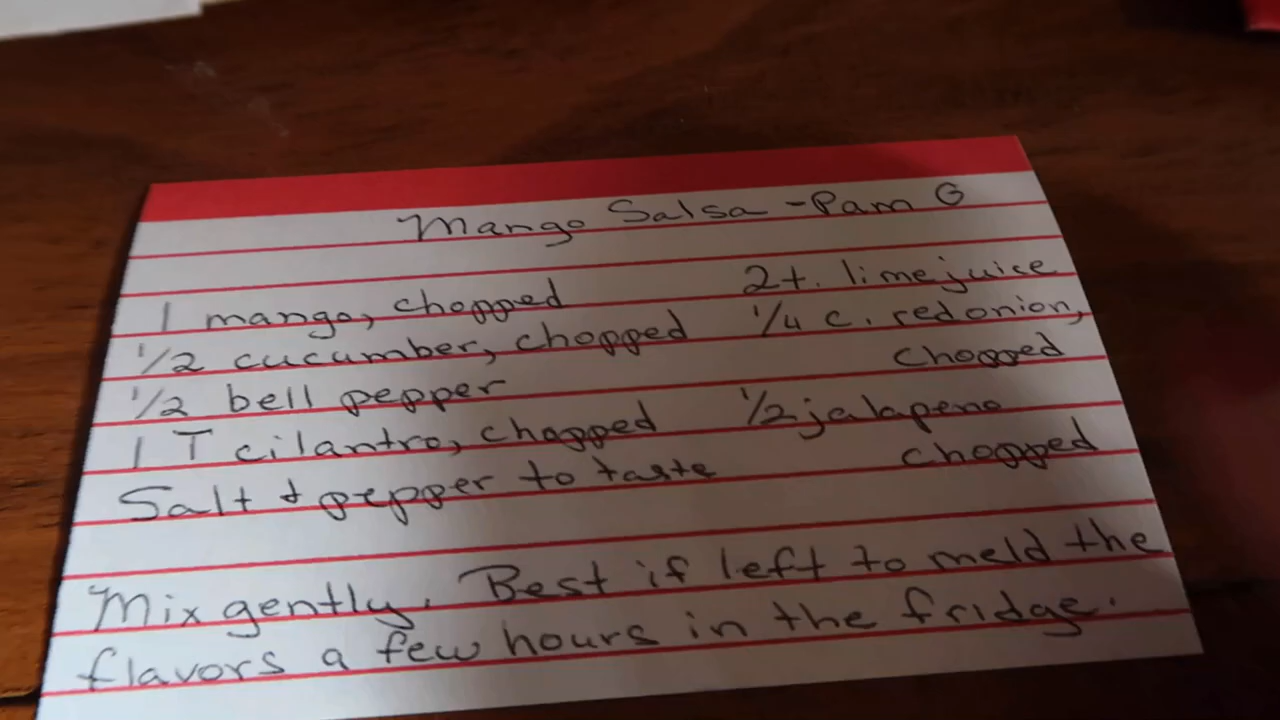 Mango Salsa - Pam G
1 mango, chopped
1/2 cucumber, chopped
1/2 bell pepper
1 T cilantro, chopped
Salt + pepper to taste
2 t. lime juice
1/4 c. red onion,
chopped
1/2 jalapeno
chopped
Mix gently. Best if left to meld the
flavors a few hours in the fridge.